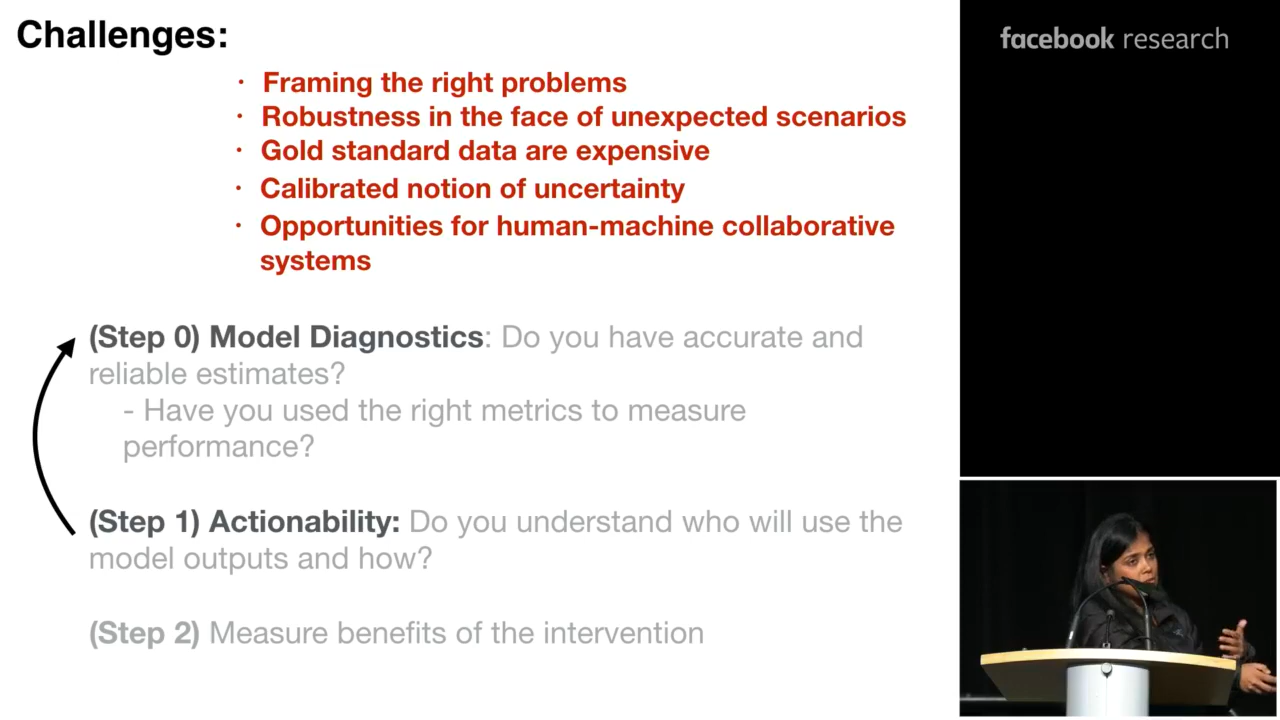 Challenges:
· Framing the right problems
· Robustness in the face of unexpected scenarios
· Gold standard data are expensive
· Calibrated notion of uncertainty
· Opportunities for human-machine collaborative
systems
(Step 0) Model Diagnostics: Do you have accurate and
reliable estimates?
- Have you used the right metrics to measure
performance?
(Step 1) Actionability: Do you understand who will use the
model outputs and how?
(Step 2) Measure benefits of the intervention
facebook research